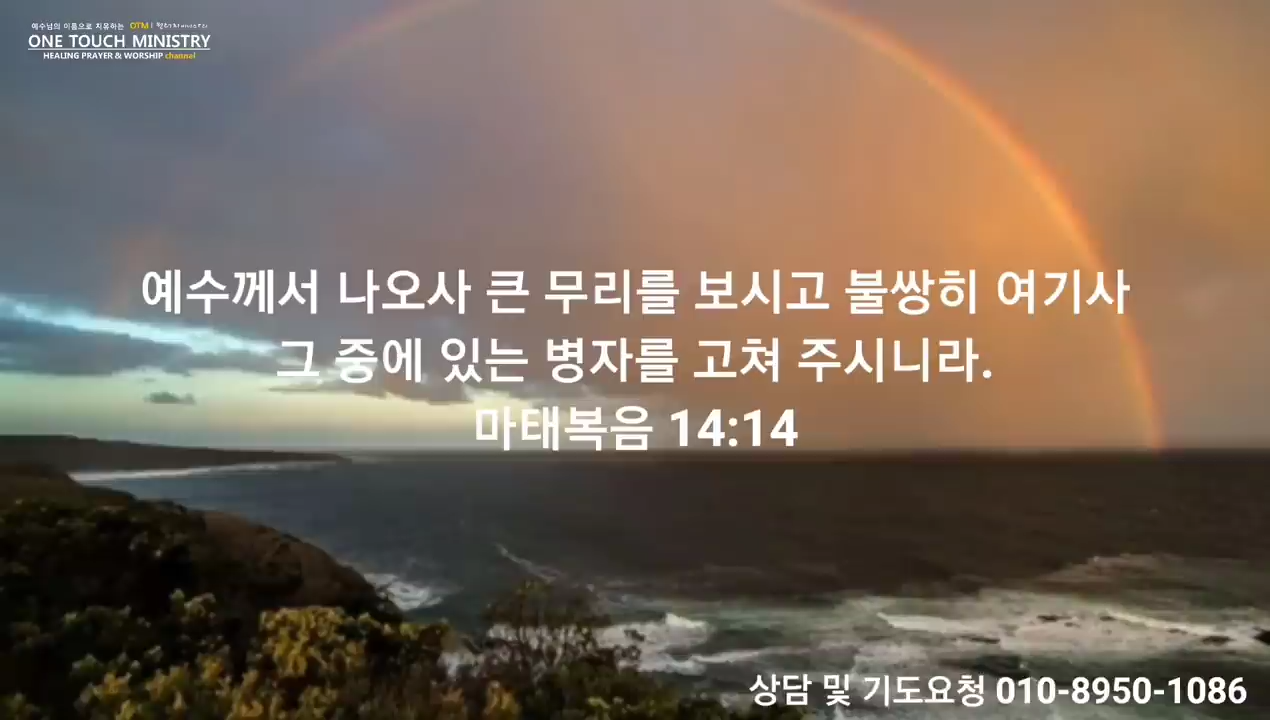 예수님의 이름으로 치유하는 OTM
ONE TOUCH MINISTRY
HEALING PRAYER & WORSHIP channel
예수께서 나오사 큰 무리를 보시고 불쌍히 여기사
그 중에 있는 병자를 고쳐 주시니라.
마태복음 14:14
상담 및 기도요청 010-8950-1086